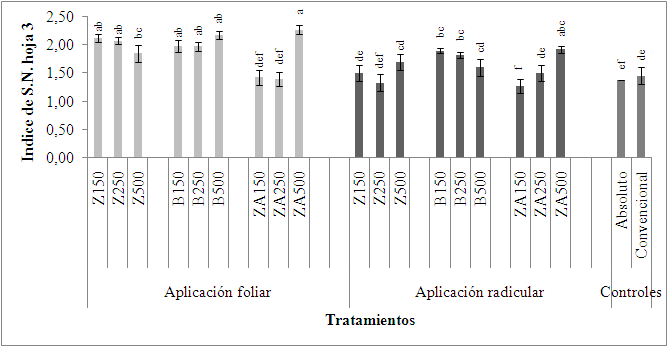 Indice de S.N. hoja 3
2,50
2,00
1,50
1,00
0,50
0,00
ab ab bc ab ab ab def def a de def cd bc bc cd f de abc ef de
Z150 Z250 Z500 B150 B250 B500 ZA150 ZA250 ZA500 Z150 Z250 Z500 B150 B250 B500 ZA150 ZA250 ZA500 Absoluto Convencional
Aplicación foliar Aplicación radicular Controles
Tratamientos